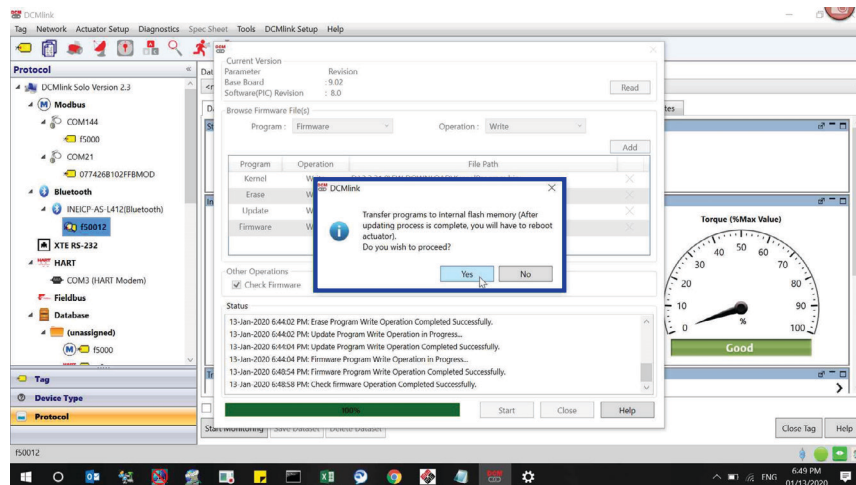 DCMlink
Tag Network Actuator Setup Diagnostics Spec Sheet Tools DCMlink Setup Help
Protocol
DCMlink Solo Version 2.3
Modbus
COM144
f5000
COM21
077426B102FFBMOD
Bluetooth
INEICP-AS-L412(Bluetooth)
f50012
XTE RS-232
HART
COM3 (HART Modem)
Fieldbus
Database
(unassigned)
f5000
Tag
Device Type
Protocol
Current Version
Parameter Revision
Base Board : 9.02
Software(PIC) Revision : 8.0
Read
Browse Firmware File(s)
Program : Firmware Operation : Write
Add
Program Operation File Path
Kernel
Erase
Update
Firmware
DCMlink
Transfer programs to internal flash memory (After
updating process is complete, you will have to reboot
actuator).
Do you wish to proceed?
Yes No
Other Operations
Check Firmware
Status
13-Jan-2020 6:44:02 PM: Erase Program Write Operation Completed Successfully.
13-Jan-2020 6:44:02 PM: Update Program Write Operation in Progress...
13-Jan-2020 6:44:04 PM: Update Program Write Operation Completed Successfully.
13-Jan-2020 6:44:04 PM: Firmware Program Write Operation in Progress...
13-Jan-2020 6:48:54 PM: Firmware Program Write Operation Completed Successfully.
13-Jan-2020 6:48:58 PM: Check firmware Operation Completed Successfully.
100%
Start Close Help
Torque (%Max Value)
0 10 20 30 40 50 60 70 80 90 100
%
Good
Start Monitoring Save Dataset Delete Dataset
Close Tag Help
f50012
ENG
6:49 PM
01/13/2020